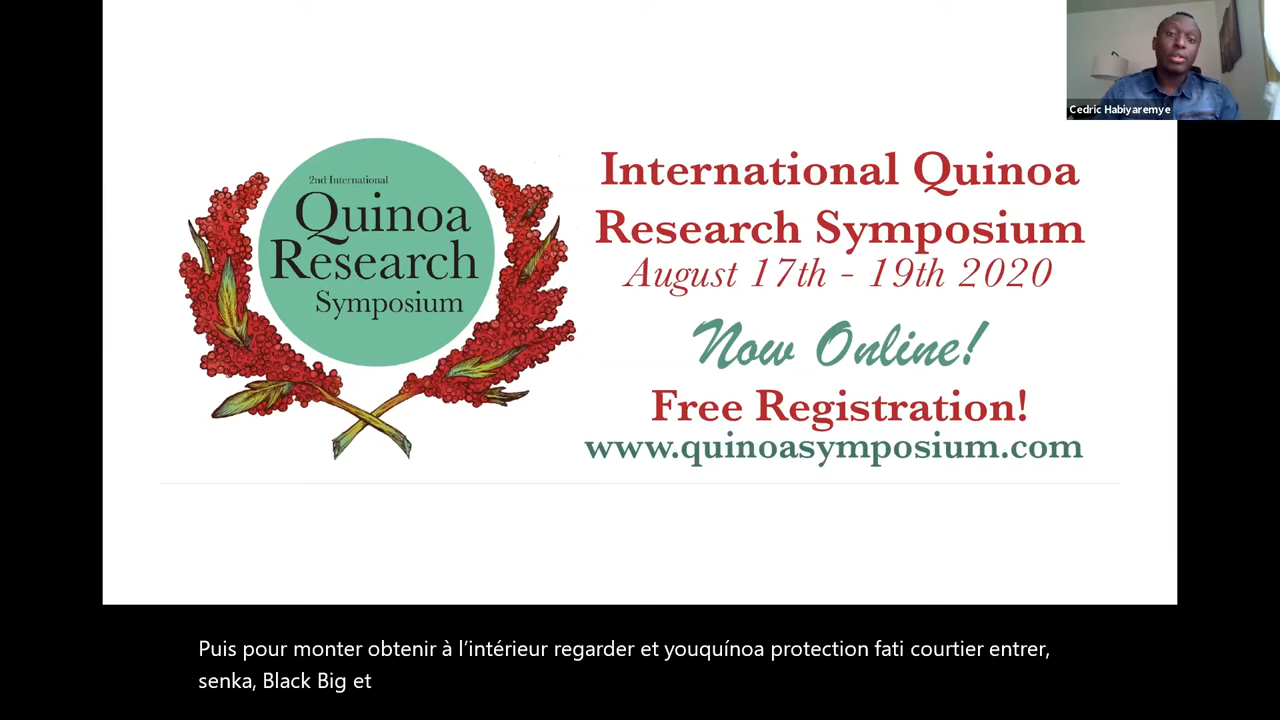 Cedric Habiyaremye
2nd International
Quinoa
Research
Symposium
International Quinoa
Research Symposium
August 17th - 19th 2020
Now Online!
Free Registration!
www.quinoasymposium.com
Puis pour monter obtenir à l’intérieur regarder et youquínoa protection fati courtier entrer,
senka, Black Big et